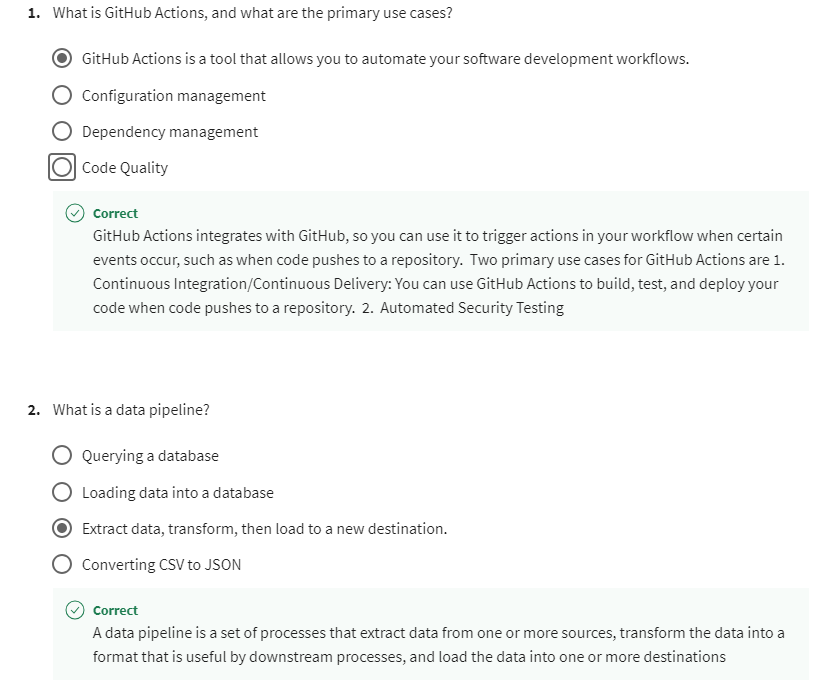 1. What is GitHub Actions, and what are the primary use cases?
GitHub Actions is a tool that allows you to automate your software development workflows.
Configuration management
Dependency management
Code Quality
Correct
GitHub Actions integrates with GitHub, so you can use it to trigger actions in your workflow when certain
events occur, such as when code pushes to a repository. Two primary use cases for GitHub Actions are 1.
Continuous Integration/Continuous Delivery: You can use GitHub Actions to build, test, and deploy your
code when code pushes to a repository. 2. Automated Security Testing
2. What is a data pipeline?
Querying a database
Loading data into a database
Extract data, transform, then load to a new destination.
Converting CSV to JSON
Correct
A data pipeline is a set of processes that extract data from one or more sources, transform the data into a
format that is useful by downstream processes, and load the data into one or more destinations